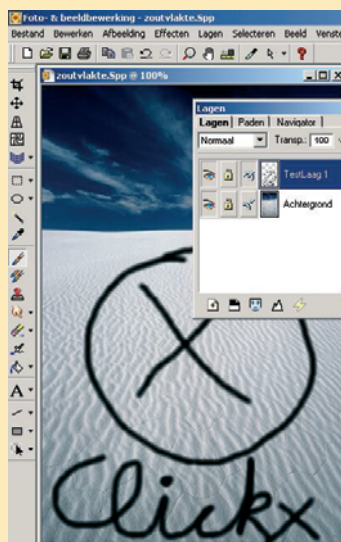 Foto- & beeldbewerking - zoutvlakte.Spp
Bestand Bewerken Afbeelding Effecten Lagen Selecteren Beeld Venste
zoutvlakte.Spp @ 100%
Lagen
Lagen Paden Navigator
Normaal Transp.: 100
TestLaag 1
Achtergrond
A
X
Clickx